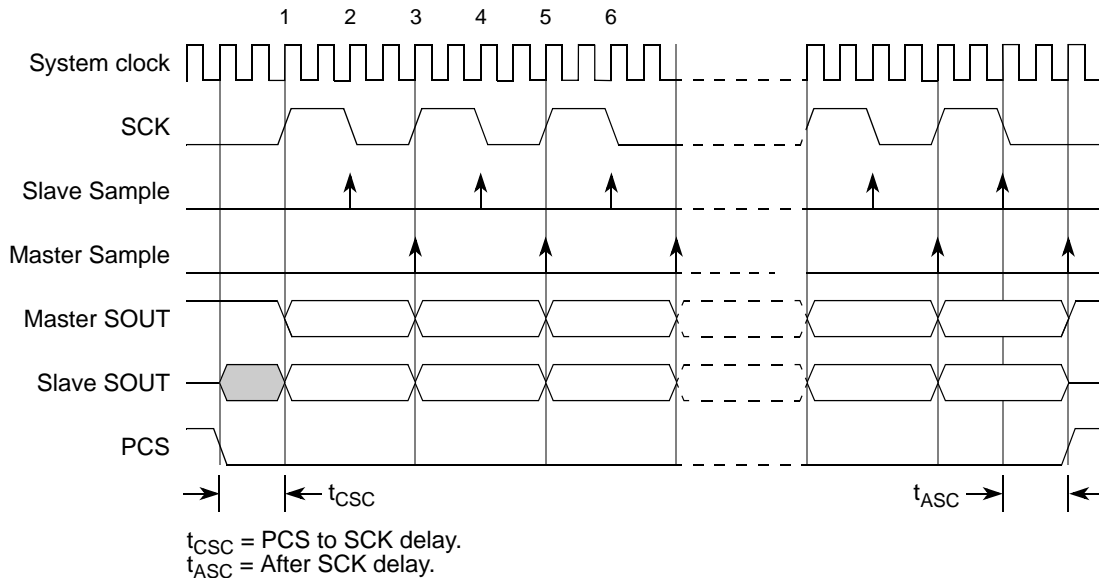 1 2 3 4 5 6
System clock
SCK
Slave Sample
Master Sample
Master SOUT
Slave SOUT
PCS
tCSC tASC
tCSC = PCS to SCK delay.
tASC = After SCK delay.